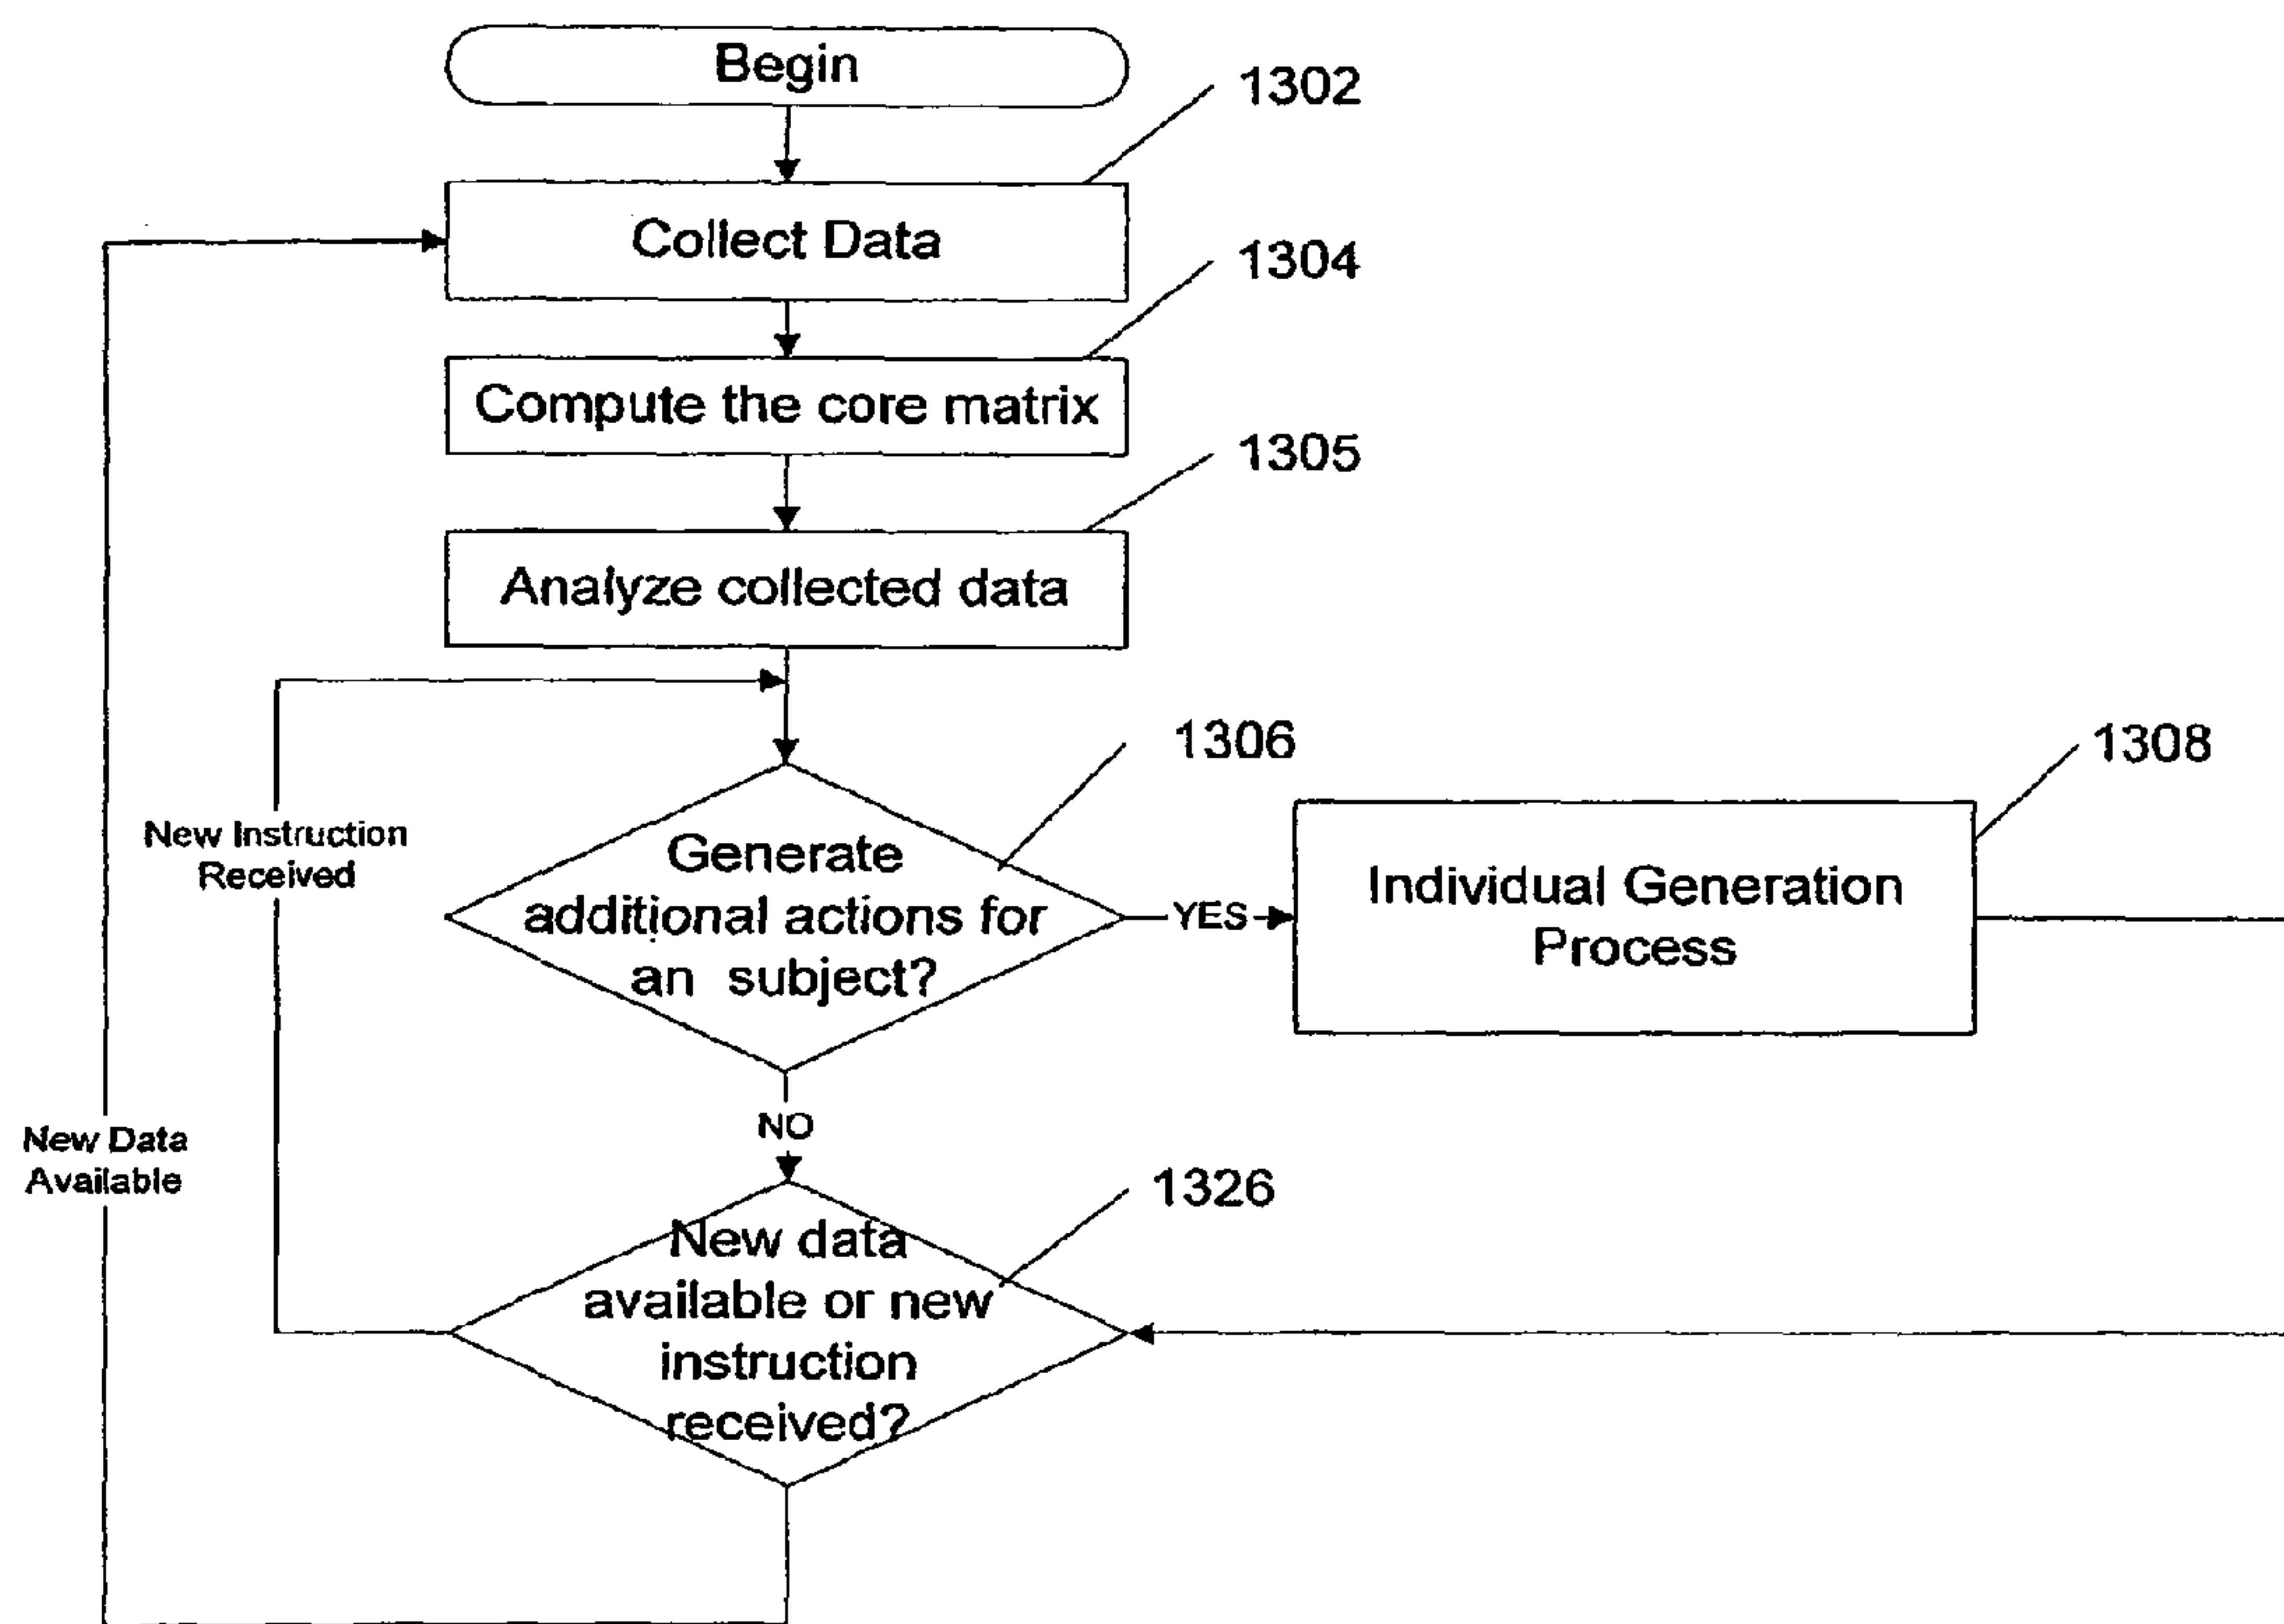 Begin
1302
Collect Data
1304
Compute the core matrix
1305
Analyze collected data
1306
1308
New Instruction
Received
Generate
additional actions for
an subject?
YES
Individual Generation
Process
NO
New Data
Available
1326
New data
available or new
instruction
received?